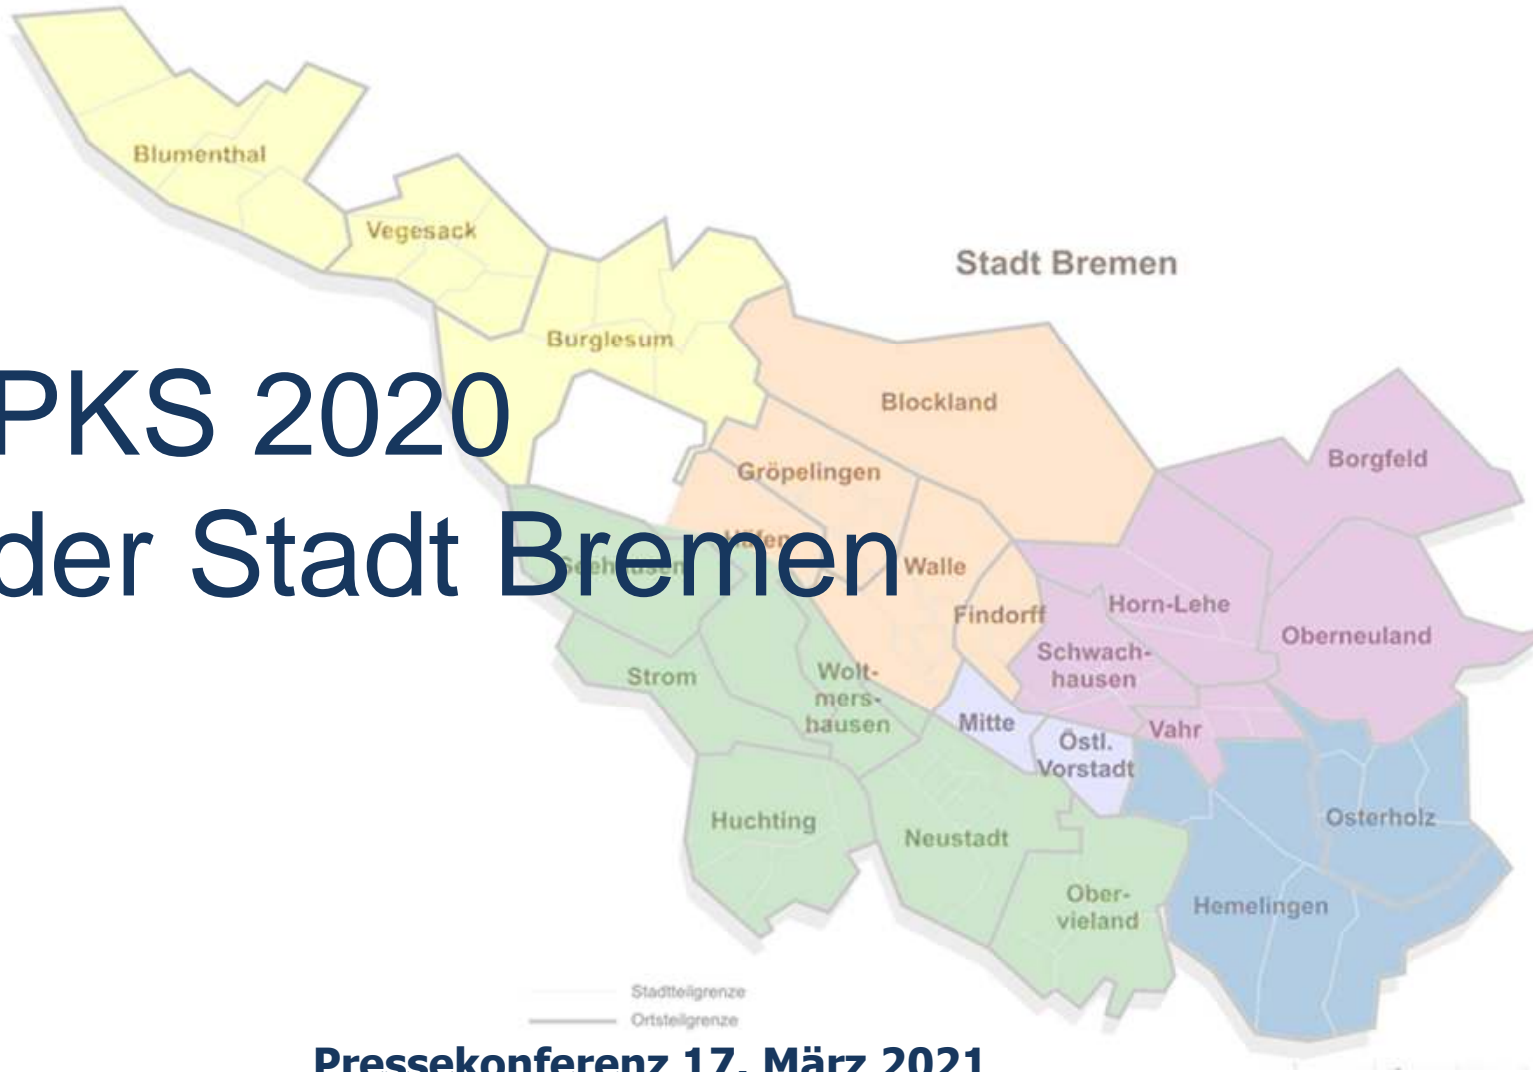 Blumenthal
Vegesack
Stadt Bremen
Burglesum
PKS 2020
Blockland
Borgfeld
Gröpelingen
Häfen
der Stadt Bremen
Seehausen
Walle
Findorff
Horn-Lehe
Oberneuland
Schwach-
hausen
Strom
Wolt-
mers-
hausen
Mitte
Vahr
Östl.
Vorstadt
Huchting
Neustadt
Osterholz
Ober-
vieland
Hemelingen
Stadtteilgrenze
Ortsteilgrenze
Pressekonferenz 17. März 2021